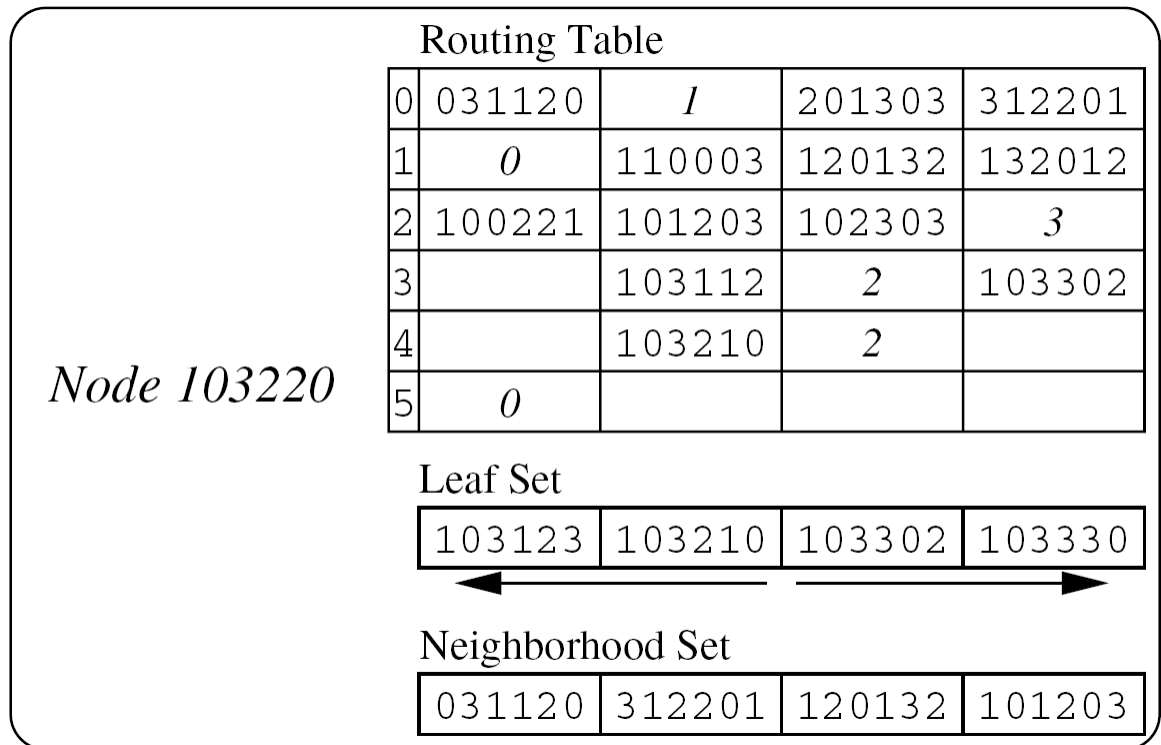 Routing Table
0 031120 1 201303 312201
1 0 110003 120132 132012
2 100221 101203 102303 3
3 103112 2 103302
4 103210 2
Node 103220
5 0
Leaf Set
103123 103210 103302 103330
Neighborhood Set
031120 312201 120132 101203